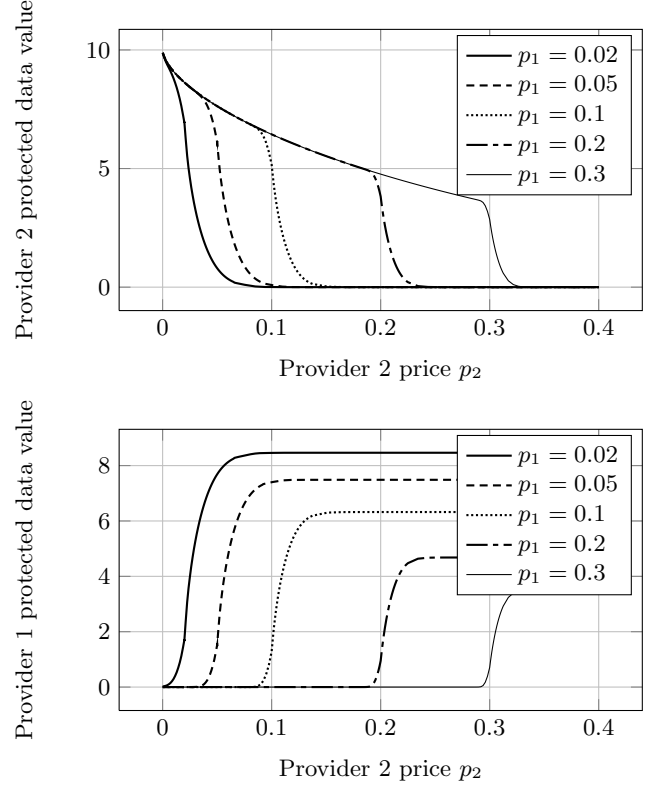 Provider 2 protected data value
10
5
0
p₁ = 0.02
p₁ = 0.05
p₁ = 0.1
p₁ = 0.2
p₁ = 0.3
0 0.1 0.2 0.3 0.4
Provider 2 price p₂
Provider 1 protected data value
8
6
4
2
0
p₁ = 0.02
p₁ = 0.05
p₁ = 0.1
p₁ = 0.2
p₁ = 0.3
0 0.1 0.2 0.3 0.4
Provider 2 price p₂